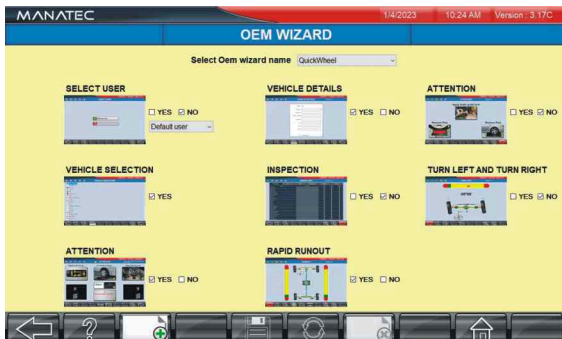 MANATEC
1/4/2023 10:24 AM Version : 3.17C
OEM WIZARD
Select Oem wizard name QuickWheel
SELECT USER VEHICLE DETAILS ATTENTION
YES NO YES NO YES NO
Default user
VEHICLE SELECTION INSPECTION TURN LEFT AND TURN RIGHT
YES YES NO YES NO
ATTENTION RAPID RUNOUT
YES NO YES NO